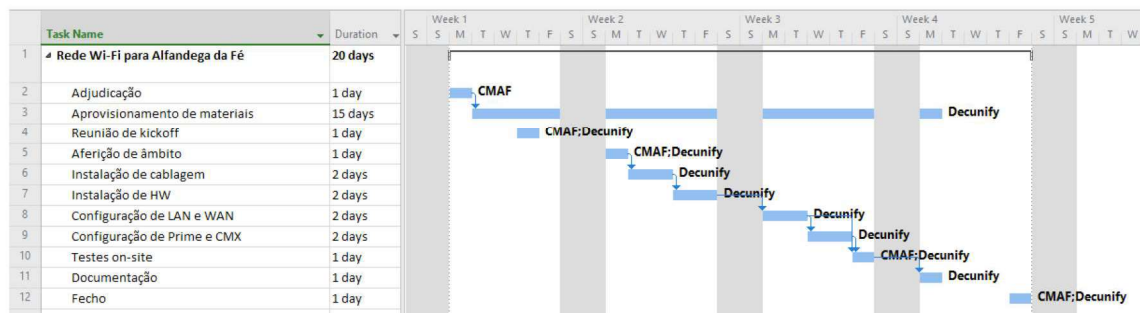 Week 1 Week 2 Week 3 Week 4 Week 5
Task Name Duration S S M T W T F S S M T W T F S S M T W T F S S M T W T F S S M T W
1 Rede Wi-Fi para Alfandega da Fé 20 days
2 Adjudicação 1 day CMAF
3 Aprovisionamento de materiais 15 days Decunify
4 Reunião de kickoff 1 day CMAF;Decunify
5 Aferição de âmbito 1 day CMAF;Decunify
6 Instalação de cablagem 2 days Decunify
7 Instalação de HW 2 days Decunify
8 Configuração de LAN e WAN 2 days Decunify
9 Configuração de Prime e CMX 2 days Decunify
10 Testes on-site 1 day CMAF;Decunify
11 Documentação 1 day Decunify
12 Fecho 1 day CMAF;Decunify